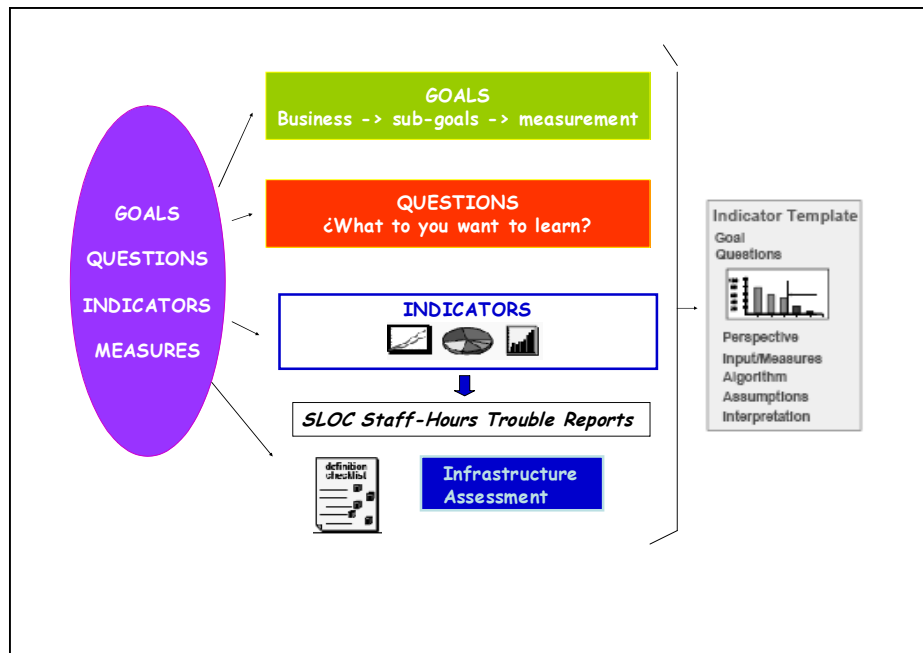 GOALS
QUESTIONS
INDICATORS
MEASURES
GOALS
Business -> sub-goals -> measurement
QUESTIONS
¿What to you want to learn?
INDICATORS
SLOC Staff-Hours Trouble Reports
definition
checklist
Infrastructure
Assessment
Indicator Template
Goal
Questions
Perspective
Input/Measures
Algorithm
Assumptions
Interpretation